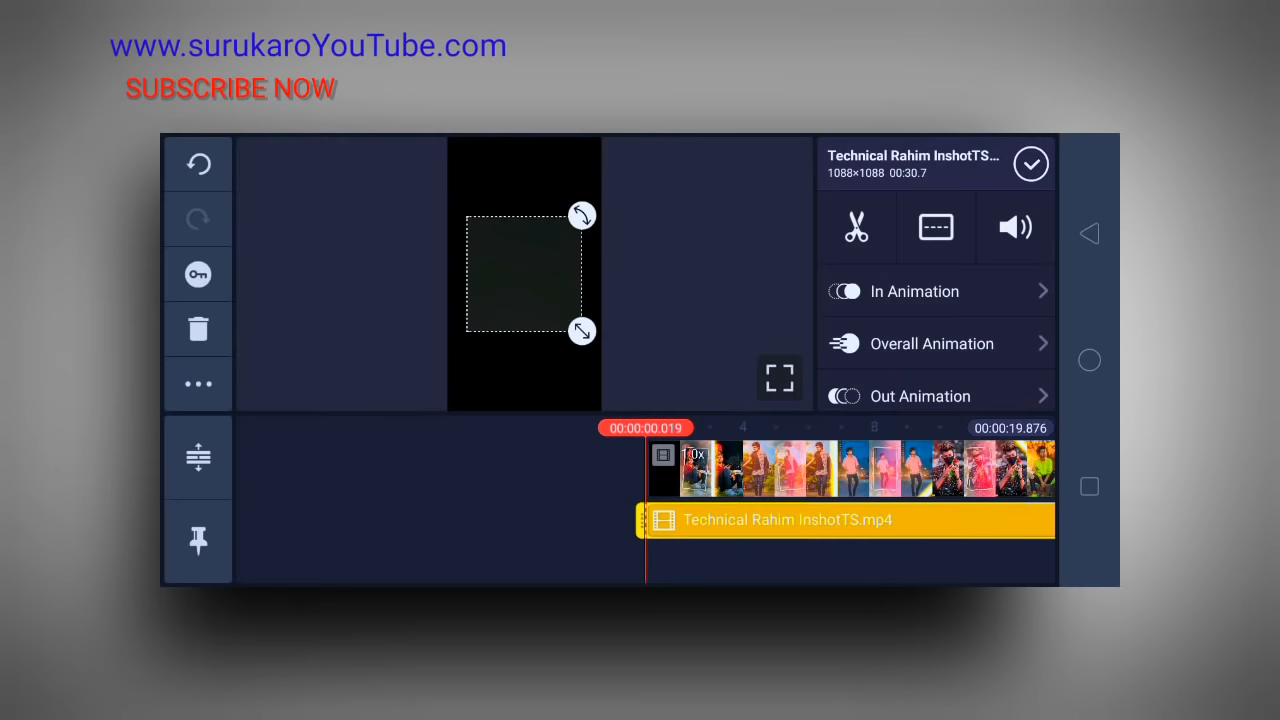 www.surukaroYouTube.com
SUBSCRIBE NOW
Technical Rahim InshotTS...
1088×1088 00:30.7
In Animation
Overall Animation
Out Animation
00:00:00.019
4
8
00:00:19.876
1.0x
Technical Rahim InshotTS.mp4